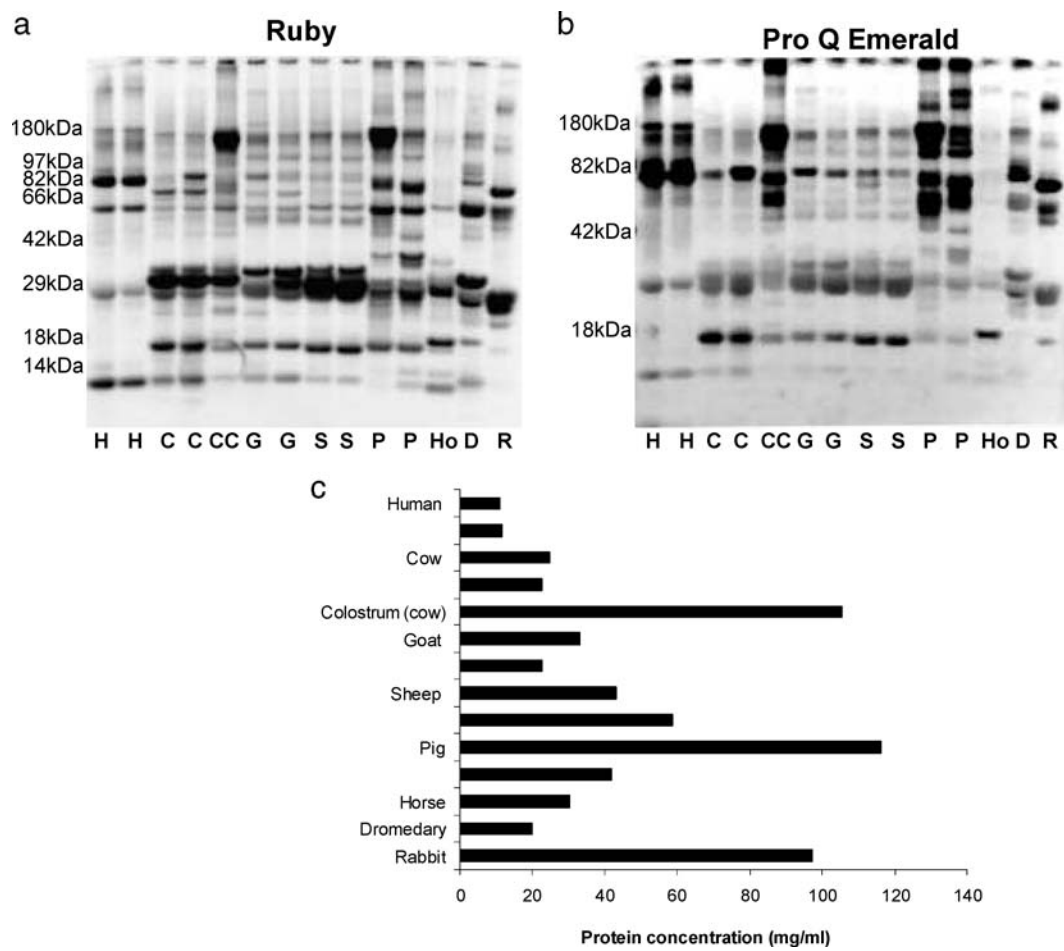 a
Ruby
180kDa
97kDa
82kDa
66kDa
42kDa
29kDa
18kDa
14kDa
H H C C CC G G S S P P Ho D R
b
Pro Q Emerald
180kDa
82kDa
42kDa
18kDa
H H C C CC G G S S P P Ho D R
c
Human
Cow
Colostrum (cow)
Goat
Sheep
Pig
Horse
Dromedary
Rabbit
0 20 40 60 80 100 120 140
Protein concentration (mg/ml)